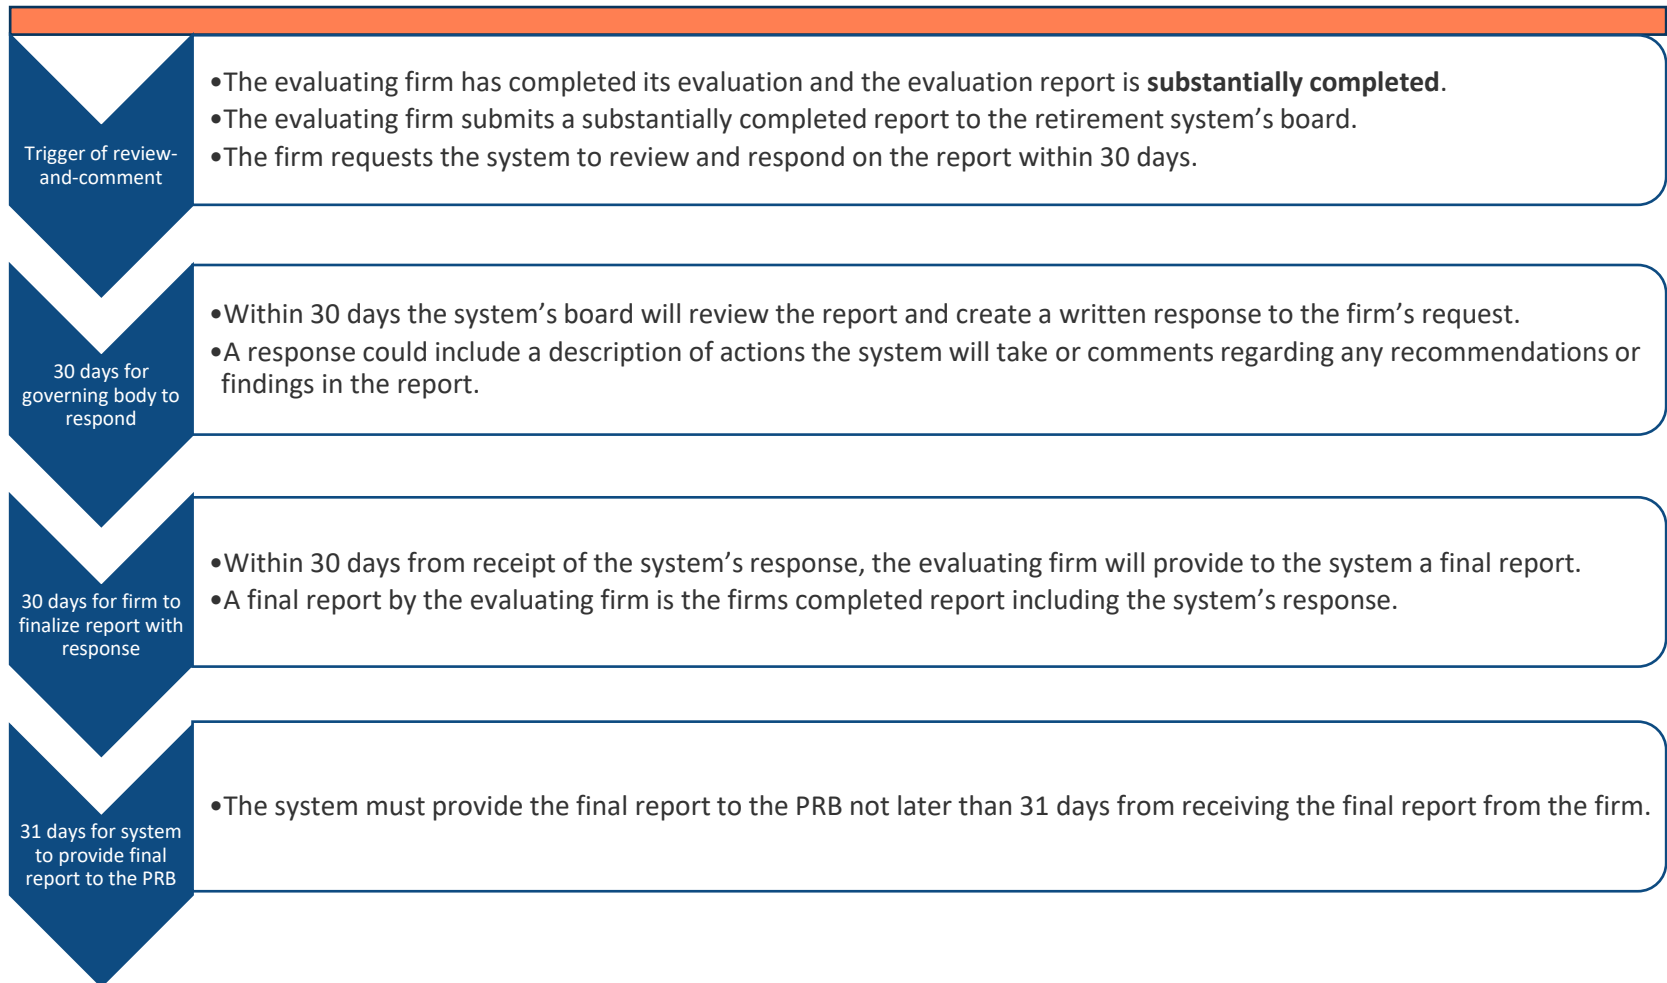 Trigger of review-
and-comment
•The evaluating firm has completed its evaluation and the evaluation report is substantially completed.
•The evaluating firm submits a substantially completed report to the retirement system’s board.
•The firm requests the system to review and respond on the report within 30 days.
30 days for
governing body to
respond
•Within 30 days the system’s board will review the report and create a written response to the firm’s request.
•A response could include a description of actions the system will take or comments regarding any recommendations or
findings in the report.
30 days for firm to
finalize report with
response
•Within 30 days from receipt of the system’s response, the evaluating firm will provide to the system a final report.
•A final report by the evaluating firm is the firms completed report including the system’s response.
31 days for system
to provide final
report to the PRB
•The system must provide the final report to the PRB not later than 31 days from receiving the final report from the firm.